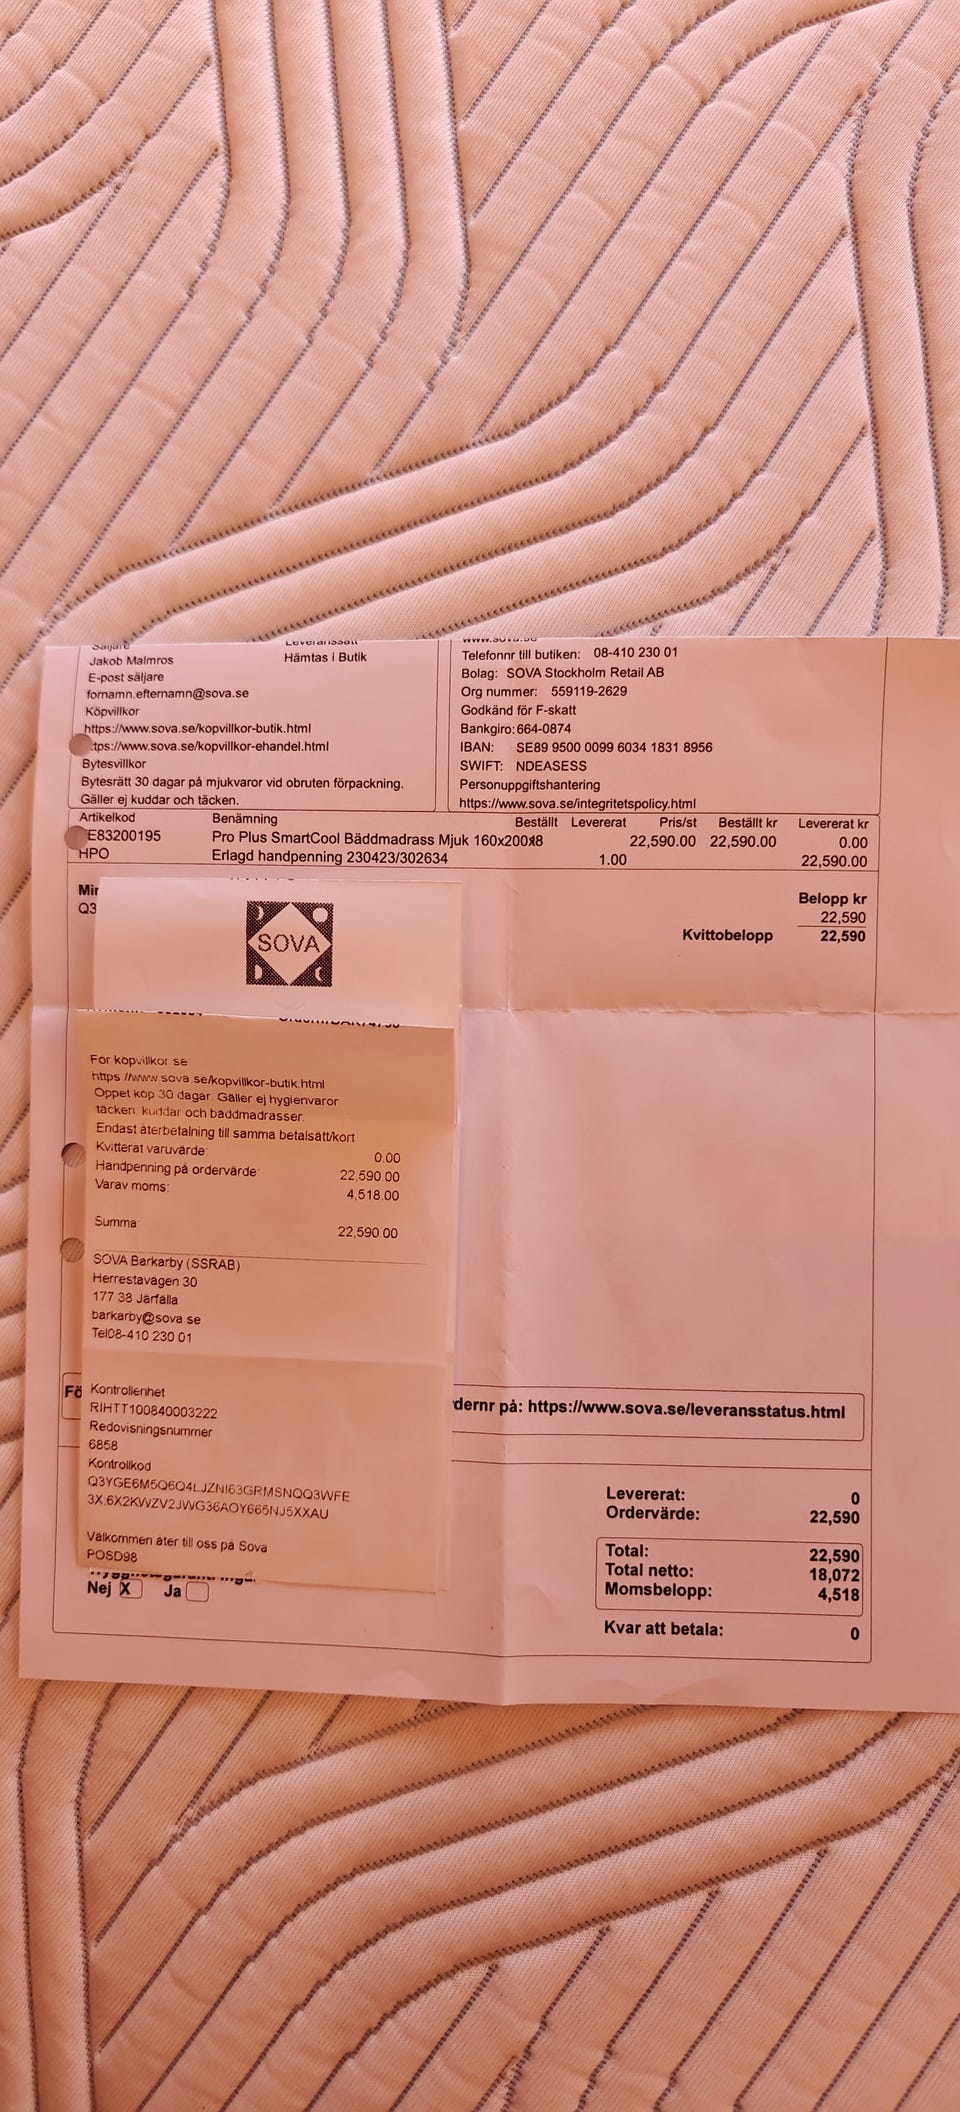 Säljare Leveranssätt
Jakob Malmros Hämtas i Butik
E-post säljare
fornamn.efternamn@sova.se
Köpvillkor
https://www.sova.se/kopvillkor-butik.html
ttps://www.sova.se/kopvillkor-ehandel.html
Bytesvillkor
Bytesrätt 30 dagar på mjukvaror vid obruten förpackning.
Gäller ej kuddar och täcken.
www.sova.se
Telefonnr till butiken: 08-410 230 01
Bolag: SOVA Stockholm Retail AB
Org nummer: 559119-2629
Godkänd för F-skatt
Bankgiro: 664-0874
IBAN: SE89 9500 0099 6034 1831 8956
SWIFT: NDEASESS
Personuppgiftshantering
https://www.sova.se/integritetspolicy.html
Artikelkod Benämning Beställt Levererat Pris/st Beställt kr Levererat kr
E83200195 Pro Plus SmartCool Bäddmadrass Mjuk 160x200 22,590.00 22,590.00 0.00
HPO Erlagd handpenning 230423/302634 1.00 22,590.00
Min
Q3
Belopp kr
22,590
Kvittobelopp 22,590
SOVA
För köpvillkor se:
https://www.sova.se/kopvillkor-butik.html
Öppet köp 30 dagar. Gäller ej hygienvaror
täcken, kuddar och bäddmadrasser.
Endast återbetalning till samma betalsätt/kort
Kvitterat varuvärde: 0.00
Handpenning på ordervärde: 22,590.00
Varav moms: 4,518.00
Summa 22,590.00
SOVA Barkarby (SSRAB)
Herrestavägen 30
177 38 Järfälla
barkarby@sova.se
Tel08-410 230 01
Kontrollenhet
RIHTT100840003222
Redovisningsnummer
6858
Kontrollkod
Q3YGE6M5Q6Q4LJZNI63GRMSNQQ3WFE
3X.6X2KWZV2JWG36AOY665NJ5XXAU
Välkommen åter till oss på Sova
POSD98
Fö dernr på: https://www.sova.se/leveransstatus.html
Levererat: 0
Ordervärde: 22,590
Total: 22,590
Total netto: 18,072
Momsbelopp: 4,518
Kvar att betala: 0
Nej X Ja